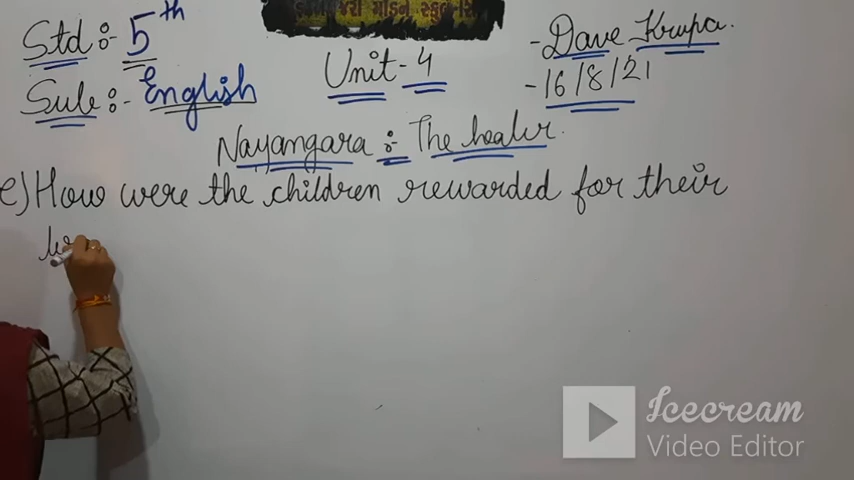 Std :- 5th
Sub :- English
Unit - 4
- Dave Krupa.
- 16/8/21
Nayangara :- The healer.
e) How were the children rewarded for their
Icecream
Video Editor